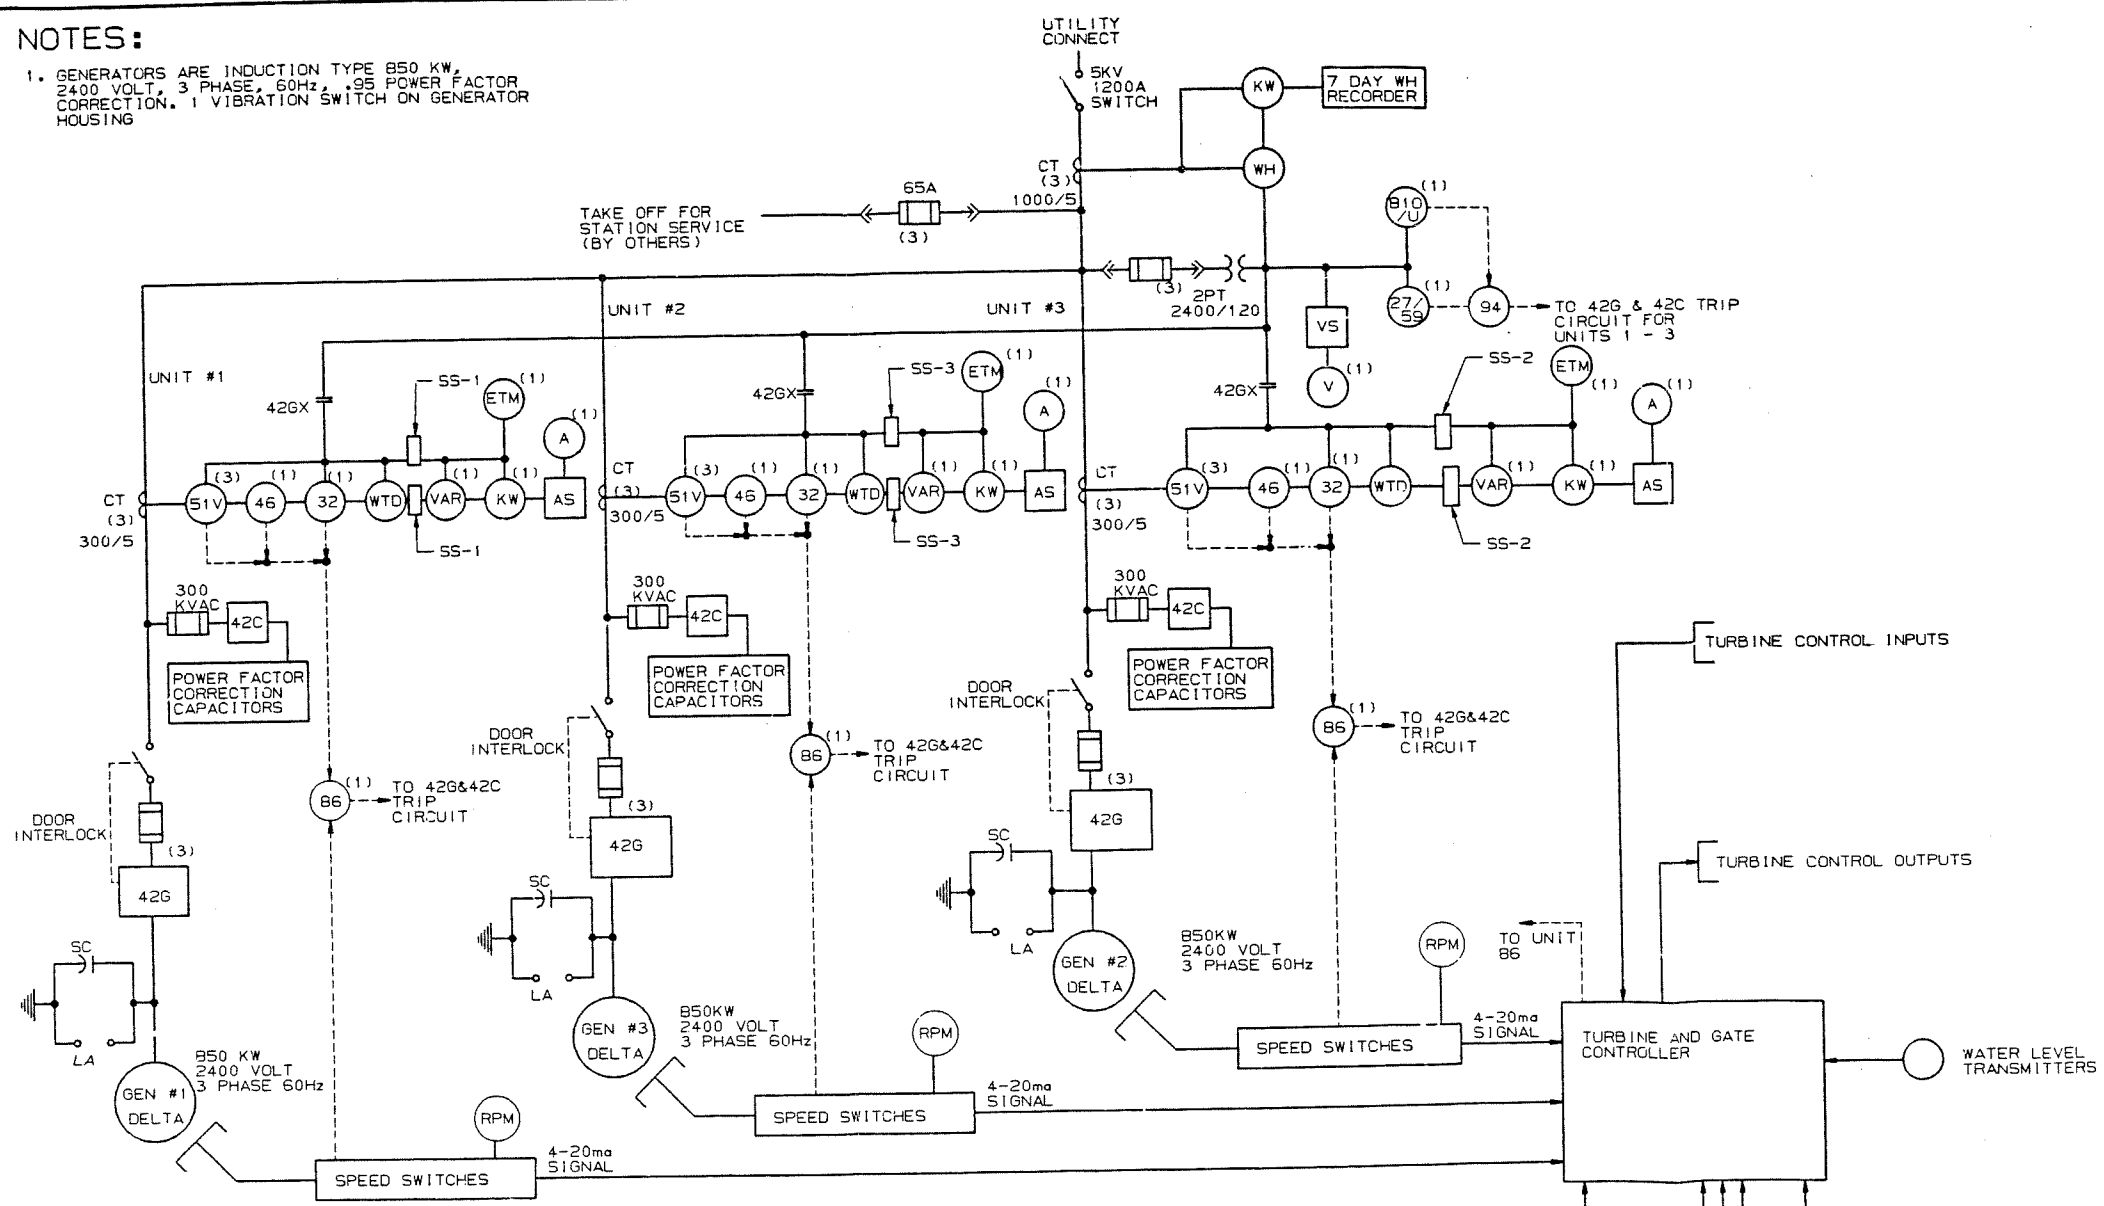 NOTES:
1. GENERATORS ARE INDUCTION TYPE 850 KW,
2400 VOLT, 3 PHASE, 60Hz, .95 POWER FACTOR
CORRECTION. 1 VIBRATION SWITCH ON GENERATOR
HOUSING
UTILITY
CONNECT
5KV
1200A
SWITCH
KW
7 DAY WH
RECORDER
CT
(3)
1000/5
WH
65A
(3)
TAKE OFF FOR
STATION SERVICE
(BY OTHERS)
810
/U
(1)
(3)
2PT
2400/120
27/
59
(1)
94
TO 42G & 42C TRIP
CIRCUIT FOR
UNITS 1 - 3
VS
V
(1)
UNIT #1
UNIT #2
UNIT #3
42GX
SS-1
ETM
(1)
A
(1)
42GX
SS-3
ETM
(1)
A
(1)
42GX
SS-2
ETM
(1)
A
(1)
CT
(3)
300/5
51V
(3)
46
(1)
32
(1)
WTD
VAR
(1)
KW
(1)
AS
SS-1
CT
(3)
300/5
51V
(3)
46
(1)
32
(1)
WTD
VAR
(1)
KW
(1)
AS
SS-3
CT
(3)
300/5
51V
(3)
46
(1)
32
(1)
WTD
VAR
(1)
KW
(1)
AS
SS-2
300
KVAC
42C
POWER FACTOR
CORRECTION
CAPACITORS
300
KVAC
42C
POWER FACTOR
CORRECTION
CAPACITORS
300
KVAC
42C
POWER FACTOR
CORRECTION
CAPACITORS
TURBINE CONTROL INPUTS
DOOR
INTERLOCK
(3)
42G
86
(1)
TO 42G&42C
TRIP
CIRCUIT
DOOR
INTERLOCK
(3)
42G
86
(1)
TO 42G&42C
TRIP
CIRCUIT
DOOR
INTERLOCK
(3)
42G
86
(1)
TO 42G&42C
TRIP
CIRCUIT
TURBINE CONTROL OUTPUTS
SC
LA
GEN #1
DELTA
850 KW
2400 VOLT
3 PHASE 60Hz
SC
LA
GEN #3
DELTA
850KW
2400 VOLT
3 PHASE 60Hz
SC
LA
GEN #2
DELTA
850KW
2400 VOLT
3 PHASE 60Hz
RPM
TO UNIT
86
SPEED SWITCHES
4-20ma
SIGNAL
TURBINE AND GATE
CONTROLLER
WATER LEVEL
TRANSMITTERS
RPM
SPEED SWITCHES
4-20ma
SIGNAL
RPM
SPEED SWITCHES
4-20ma
SIGNAL